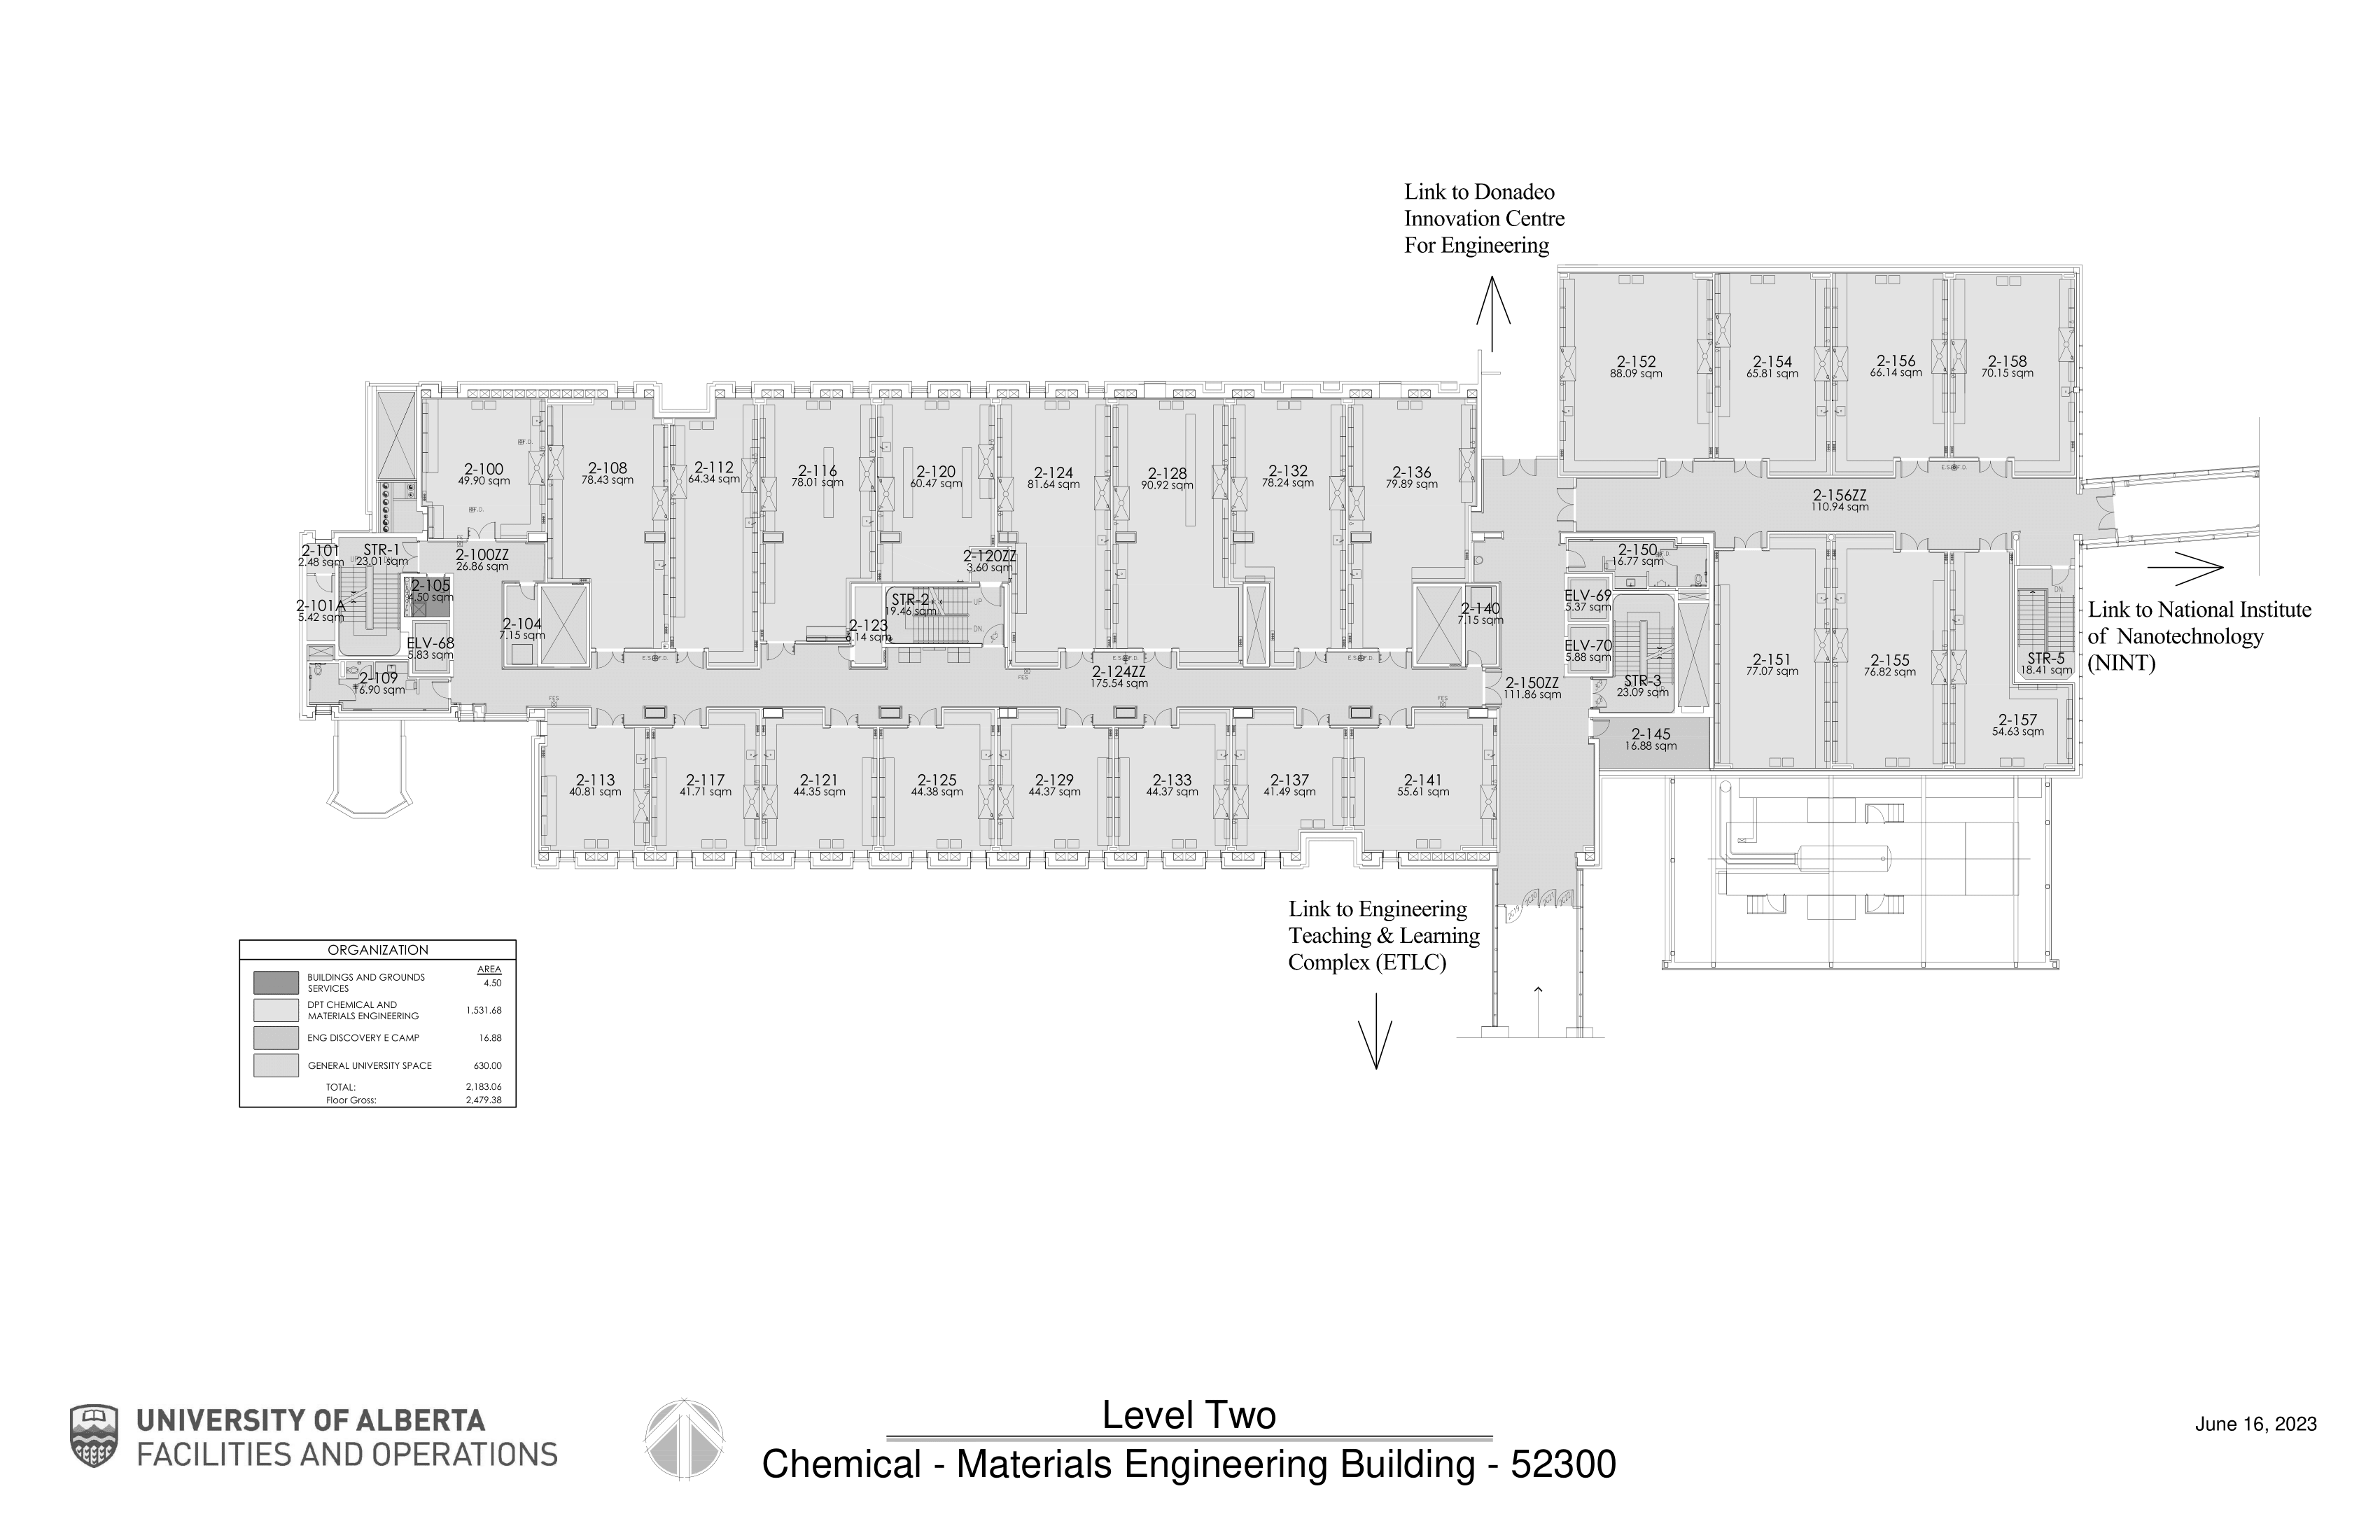 Link to Donadeo
Innovation Centre
For Engineering
2-152
88.09 sqm
2-154
65.81 sqm
2-156
66.14 sqm
2-158
70.15 sqm
2-100
49.90 sqm
2-108
78.43 sqm
2-112
64.34 sqm
2-116
78.01 sqm
2-120
60.47 sqm
2-124
81.64 sqm
2-128
90.92 sqm
2-132
78.24 sqm
2-136
79.89 sqm
F.D.
F.D.
E.S. F.D.
2-156ZZ
110.94 sqm
2-101
2.48 sqm
STR-1
23.01 sqm
2-100ZZ
26.86 sqm
2-120ZZ
3.60 sqm
2-150
16.77 sqm
F.D.
2-105
4.50 sqm
2-101A
5.42 sqm
ELV-68
5.83 sqm
2-104
7.15 sqm
2-123
6.14 sqm
STR-2
19.46 sqm
UP
DN.
2-140
7.15 sqm
ELV-69
5.37 sqm
ELV-70
5.88 sqm
STR-3
23.09 sqm
DN.
STR-5
18.41 sqm
Link to National Institute
of Nanotechnology
(NINT)
2-109
16.90 sqm
E.S. F.D.
E.S. F.D.
E.S. F.D.
FES
FES
FES
2-124ZZ
175.54 sqm
2-150ZZ
111.86 sqm
2-151
77.07 sqm
2-155
76.82 sqm
2-157
54.63 sqm
2-145
16.88 sqm
2-113
40.81 sqm
2-117
41.71 sqm
2-121
44.35 sqm
2-125
44.38 sqm
2-129
44.37 sqm
2-133
44.37 sqm
2-137
41.49 sqm
2-141
55.61 sqm
Link to Engineering
Teaching & Learning
Complex (ETLC)
ORGANIZATION
AREA
BUILDINGS AND GROUNDS
SERVICES 4.50
DPT CHEMICAL AND
MATERIALS ENGINEERING 1,531.68
ENG DISCOVERY E CAMP 16.88
GENERAL UNIVERSITY SPACE 630.00
TOTAL: 2,183.06
Floor Gross: 2,479.38
UNIVERSITY OF ALBERTA
FACILITIES AND OPERATIONS
Level Two
Chemical - Materials Engineering Building - 52300
June 16, 2023